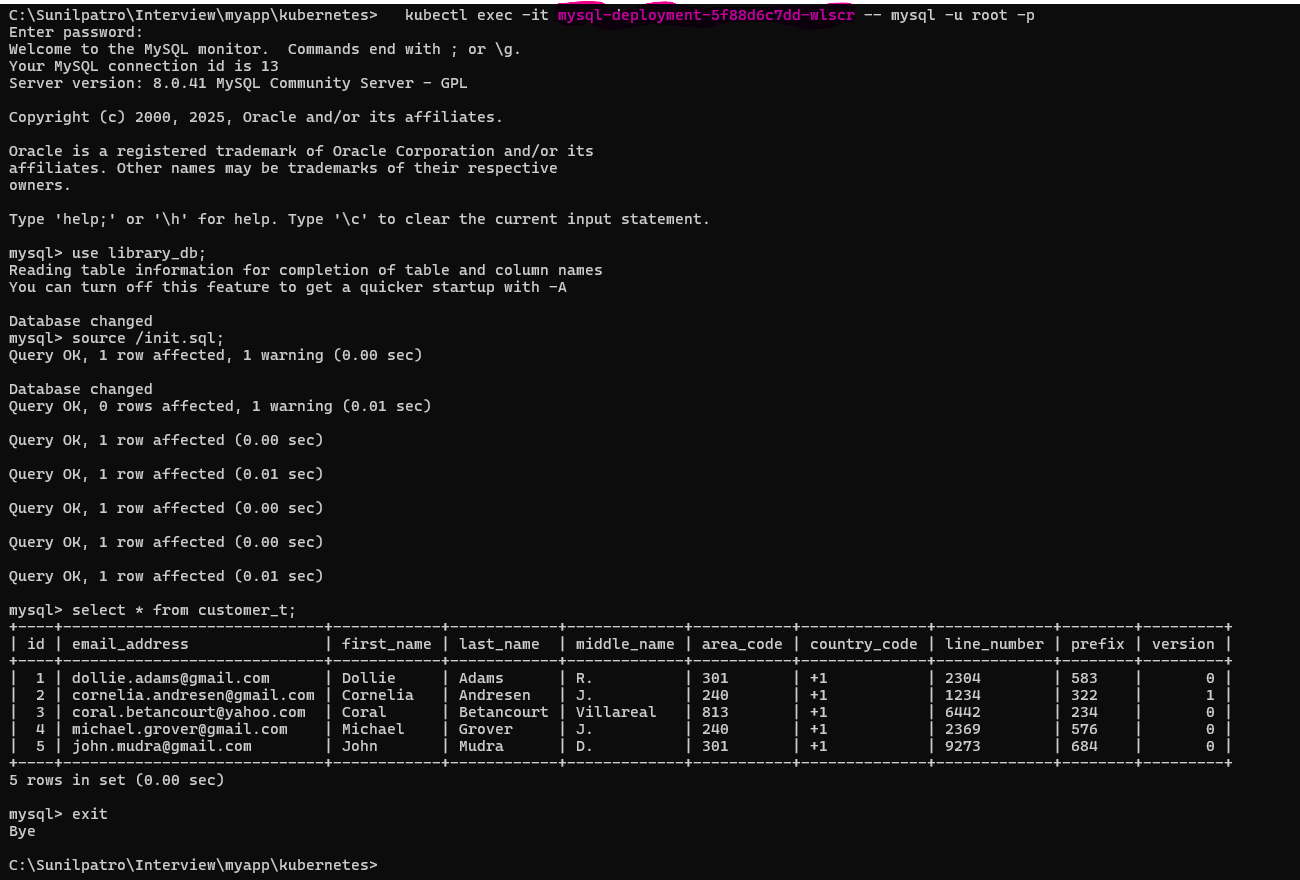 C:\Sunilpatro\Interview\myapp\kubernetes>   kubectl exec -it mysql-deployment-5f88d6c7dd-wlscr -- mysql -u root -p
Enter password:
Welcome to the MySQL monitor.  Commands end with ; or \g.
Your MySQL connection id is 13
Server version: 8.0.41 MySQL Community Server - GPL

Copyright (c) 2000, 2025, Oracle and/or its affiliates.

Oracle is a registered trademark of Oracle Corporation and/or its
affiliates. Other names may be trademarks of their respective
owners.

Type 'help;' or '\h' for help. Type '\c' to clear the current input statement.

mysql> use library_db;
Reading table information for completion of table and column names
You can turn off this feature to get a quicker startup with -A

Database changed
mysql> source /init.sql;
Query OK, 1 row affected, 1 warning (0.00 sec)

Database changed
Query OK, 0 rows affected, 1 warning (0.01 sec)

Query OK, 1 row affected (0.00 sec)

Query OK, 1 row affected (0.01 sec)

Query OK, 1 row affected (0.00 sec)

Query OK, 1 row affected (0.00 sec)

Query OK, 1 row affected (0.01 sec)

mysql> select * from customer_t;
+----+-----------------------------+------------+------------+-------------+-----------+--------------+-------------+--------+---------+
| id | email_address               | first_name | last_name  | middle_name | area_code | country_code | line_number | prefix | version |
+----+-----------------------------+------------+------------+-------------+-----------+--------------+-------------+--------+---------+
|  1 | dollie.adams@gmail.com      | Dollie     | Adams      | R.          | 301       | +1           | 2304        | 583    |       0 |
|  2 | cornelia.andresen@gmail.com | Cornelia   | Andresen   | J.          | 240       | +1           | 1234        | 322    |       1 |
|  3 | coral.betancourt@yahoo.com  | Coral      | Betancourt | Villareal   | 813       | +1           | 6442        | 234    |       0 |
|  4 | michael.grover@gmail.com    | Michael    | Grover     | J.          | 240       | +1           | 2369        | 576    |       0 |
|  5 | john.mudra@gmail.com        | John       | Mudra      | D.          | 301       | +1           | 9273        | 684    |       0 |
+----+-----------------------------+------------+------------+-------------+-----------+--------------+-------------+--------+---------+
5 rows in set (0.00 sec)

mysql> exit
Bye

C:\Sunilpatro\Interview\myapp\kubernetes>